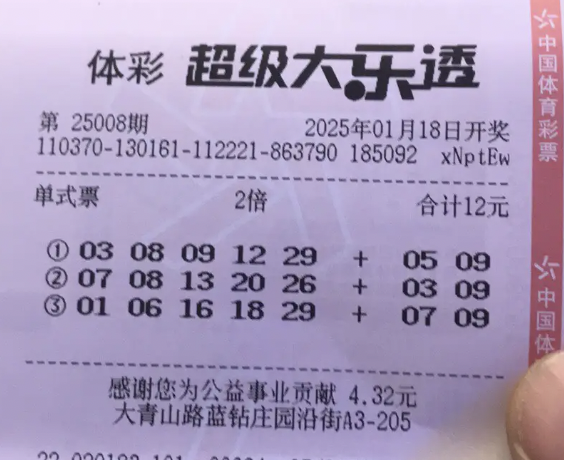 体彩 超级大乐透
第 25008期 2025年01月18日开奖
110370-130161-112221-863790 185092 xNptEw
单式票 2倍 合计12元
① 03 08 09 12 29 + 05 09
② 07 08 13 20 26 + 03 09
③ 01 06 16 18 29 + 07 09
感谢您为公益事业贡献 4.32元
大青山路蓝钻庄园沿街A3-205
中国体育彩票
中国体